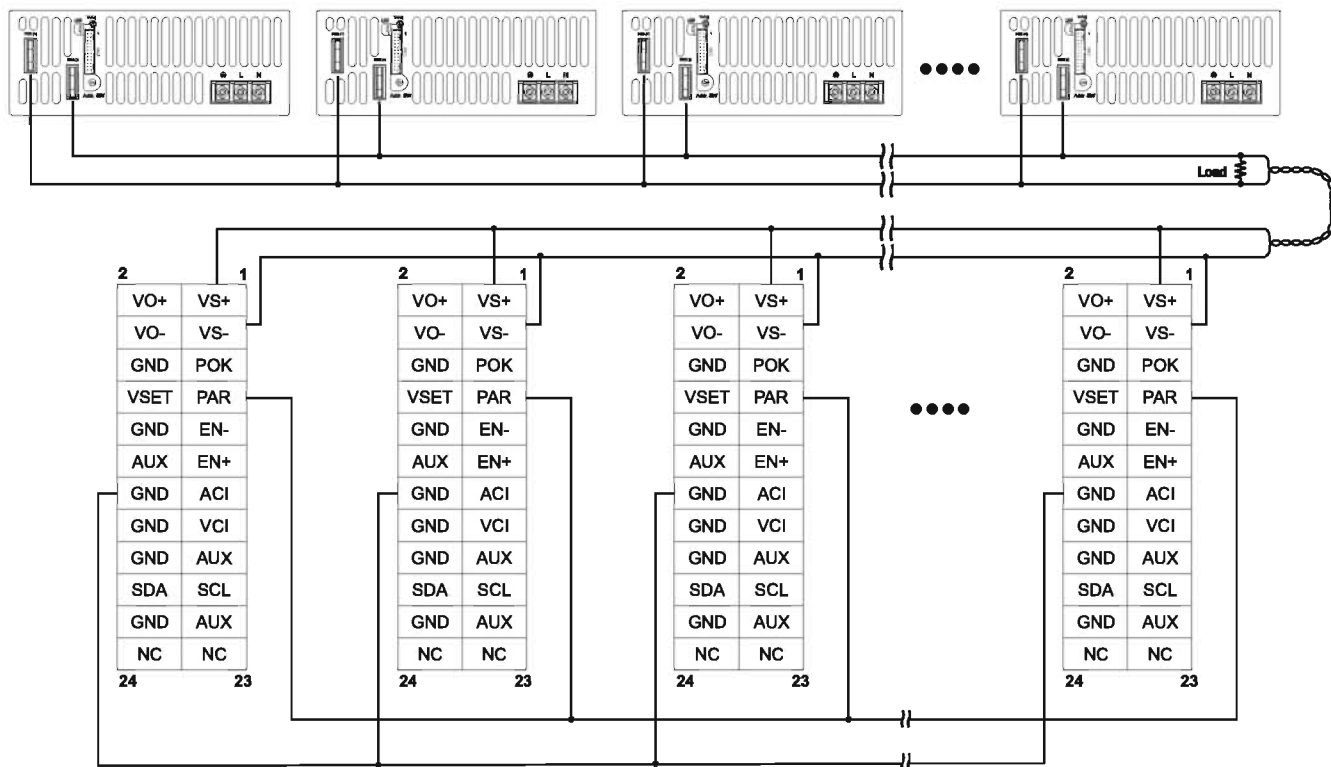 ⏚ L N
⏚ L N
⏚ L N
⏚ L N
Load
2 1
VO+ VS+
VO- VS-
GND POK
VSET PAR
GND EN-
AUX EN+
GND ACI
GND VCI
GND AUX
SDA SCL
GND AUX
NC NC
24 23
2 1
VO+ VS+
VO- VS-
GND POK
VSET PAR
GND EN-
AUX EN+
GND ACI
GND VCI
GND AUX
SDA SCL
GND AUX
NC NC
24 23
2 1
VO+ VS+
VO- VS-
GND POK
VSET PAR
GND EN-
AUX EN+
GND ACI
GND VCI
GND AUX
SDA SCL
GND AUX
NC NC
24 23
2 1
VO+ VS+
VO- VS-
GND POK
VSET PAR
GND EN-
AUX EN+
GND ACI
GND VCI
GND AUX
SDA SCL
GND AUX
NC NC
24 23